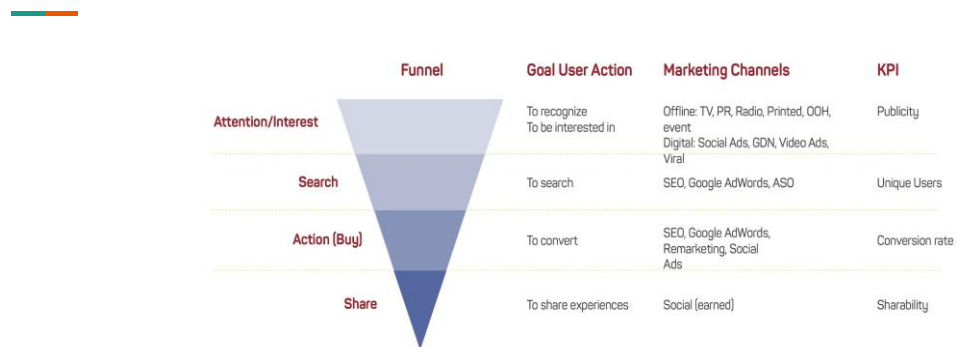 Funnel
Goal User Action
Marketing Channels
KPI
Attention/Interest
To recognize
To be interested in
Offline: TV, PR, Radio, Printed, OOH,
event
Digital: Social Ads, GDN, Video Ads,
Viral
Publicity
Search
To search
SEO, Google AdWords, ASO
Unique Users
Action (Buy)
To convert
SEO, Google AdWords,
Remarketing, Social
Ads
Conversion rate
Share
To share experiences
Social (earned)
Sharability